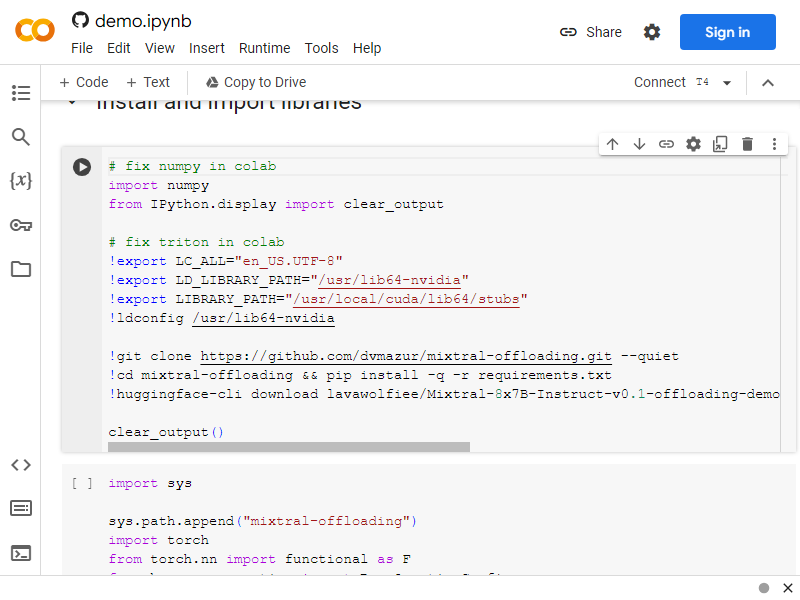 demo.ipynb
File Edit View Insert Runtime Tools Help
Share
Sign in
+ Code + Text Copy to Drive
Connect T4
Install and import libraries
# fix numpy in colab
import numpy
from IPython.display import clear_output
# fix triton in colab
!export LC_ALL="en_US.UTF-8"
!export LD_LIBRARY_PATH="/usr/lib64-nvidia"
!export LIBRARY_PATH="/usr/local/cuda/lib64/stubs"
!ldconfig /usr/lib64-nvidia
!git clone https://github.com/dvmazur/mixtral-offloading.git --quiet
!cd mixtral-offloading && pip install -q -r requirements.txt
!huggingface-cli download lavawolfiee/Mixtral-8x7B-Instruct-v0.1-offloading-demo
clear_output()
[ ] import sys
sys.path.append("mixtral-offloading")
import torch
from torch.nn import functional as F